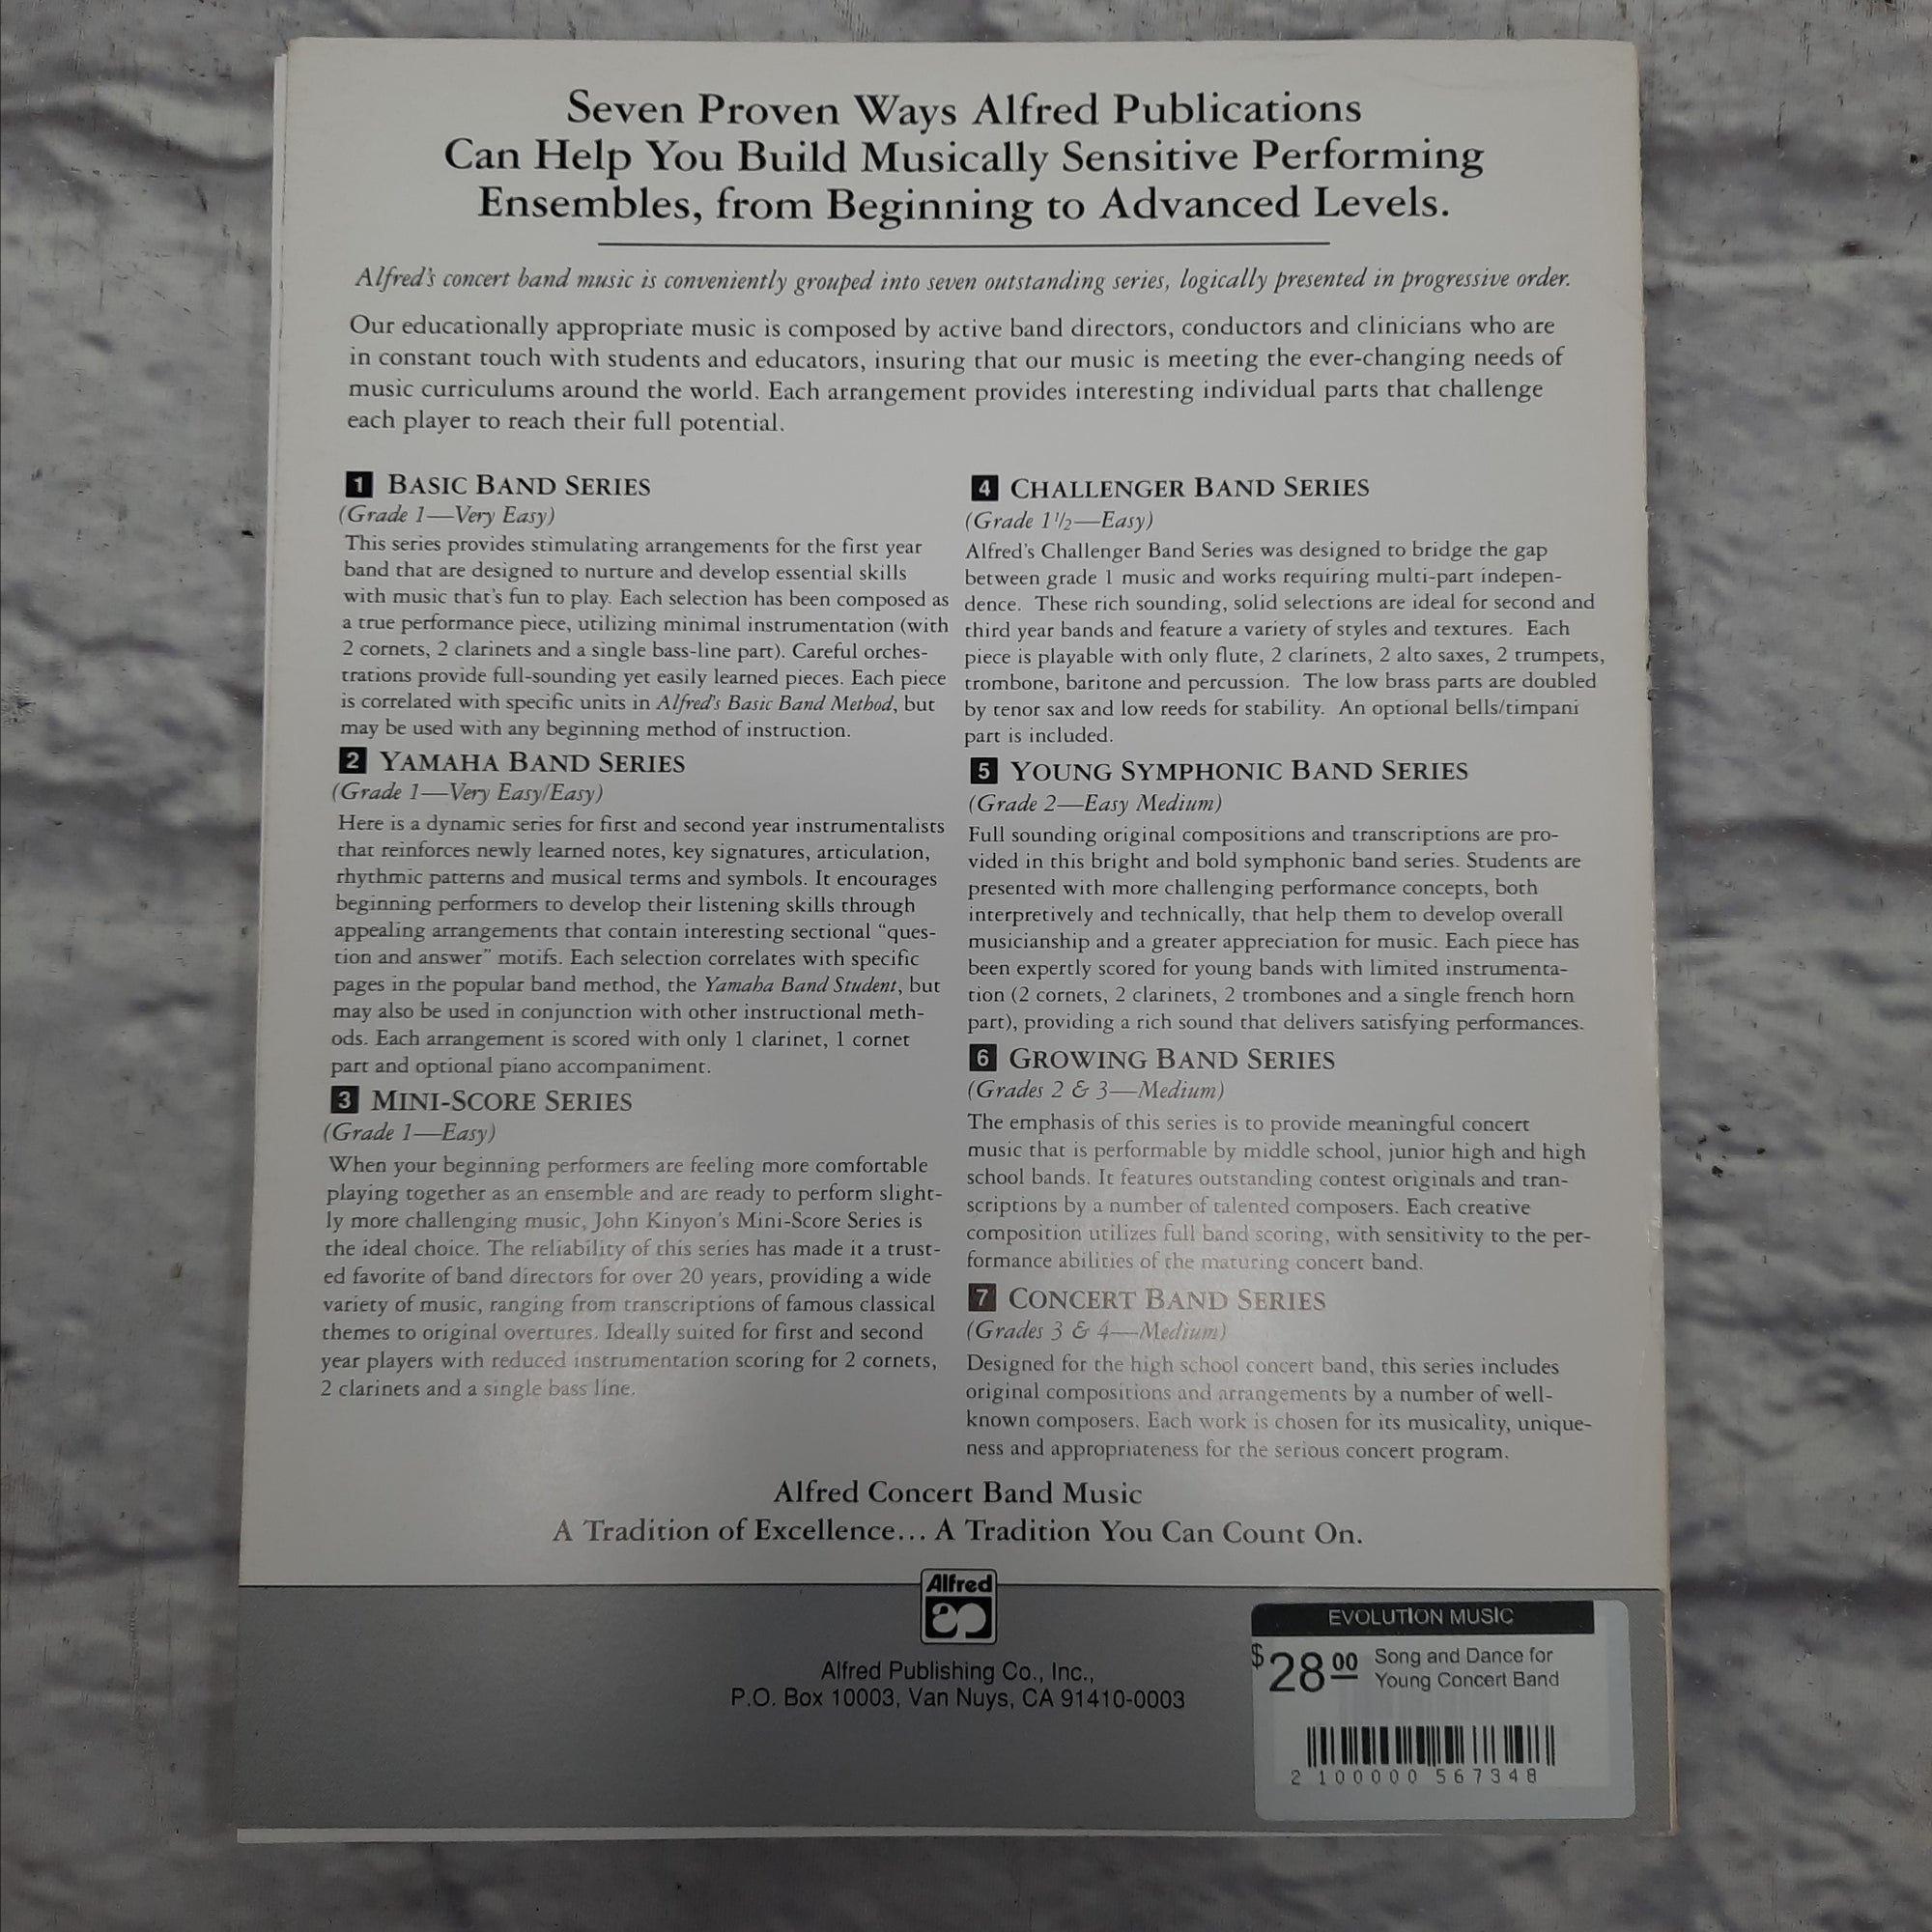 Seven Proven Ways Alfred Publications
Can Help You Build Musically Sensitive Performing
Ensembles, from Beginning to Advanced Levels.
Alfred's concert band music is conveniently grouped into seven outstanding series, logically presented in progressive order.
Our educationally appropriate music is composed by active band directors, conductors and clinicians who are
in constant touch with students and educators, insuring that our music is meeting the ever-changing needs of
music curriculums around the world. Each arrangement provides interesting individual parts that challenge
each player to reach their full potential.
1 BASIC BAND SERIES
(Grade 1—Very Easy)
This series provides stimulating arrangements for the first year
band that are designed to nurture and develop essential skills
with music that's fun to play. Each selection has been composed as
a true performance piece, utilizing minimal instrumentation (with
2 cornets, 2 clarinets and a single bass-line part). Careful orches-
trations provide full-sounding yet easily learned pieces. Each piece
is correlated with specific units in Alfred's Basic Band Method, but
may be used with any beginning method of instruction.
2 YAMAHA BAND SERIES
(Grade 1—Very Easy/Easy)
Here is a dynamic series for first and second year instrumentalists
that reinforces newly learned notes, key signatures, articulation,
rhythmic patterns and musical terms and symbols. It encourages
beginning performers to develop their listening skills through
appealing arrangements that contain interesting sectional “ques-
tion and answer” motifs. Each selection correlates with specific
pages in the popular band method, the Yamaha Band Student, but
may also be used in conjunction with other instructional meth-
ods. Each arrangement is scored with only 1 clarinet, 1 cornet
part and optional piano accompaniment.
3 MINI-SCORE SERIES
(Grade 1—Easy)
When your beginning performers are feeling more comfortable
playing together as an ensemble and are ready to perform slight-
ly more challenging music, John Kinyon's Mini-Score Series is
the ideal choice. The reliability of this series has made it a trust-
ed favorite of band directors for over 20 years, providing a wide
variety of music, ranging from transcriptions of famous classical
themes to original overtures. Ideally suited for first and second
year players with reduced instrumentation scoring for 2 cornets,
2 clarinets and a single bass line.
4 CHALLENGER BAND SERIES
(Grade 1 1/2—Easy)
Alfred's Challenger Band Series was designed to bridge the gap
between grade 1 music and works requiring multi-part indepen-
dence. These rich sounding, solid selections are ideal for second and
third year bands and feature a variety of styles and textures. Each
piece is playable with only flute, 2 clarinets, 2 alto saxes, 2 trumpets,
trombone, baritone and percussion. The low brass parts are doubled
by tenor sax and low reeds for stability. An optional bells/timpani
part is included.
5 YOUNG SYMPHONIC BAND SERIES
(Grade 2—Easy Medium)
Full sounding original compositions and transcriptions are pro-
vided in this bright and bold symphonic band series. Students are
presented with more challenging performance concepts, both
interpretively and technically, that help them to develop overall
musicianship and a greater appreciation for music. Each piece has
been expertly scored for young bands with limited instrumenta-
tion (2 cornets, 2 clarinets, 2 trombones and a single french horn
part), providing a rich sound that delivers satisfying performances.
6 GROWING BAND SERIES
(Grades 2 & 3—Medium)
The emphasis of this series is to provide meaningful concert
music that is performable by middle school, junior high and high
school bands. It features outstanding contest originals and tran-
scriptions by a number of talented composers. Each creative
composition utilizes full band scoring, with sensitivity to the per-
formance abilities of the maturing concert band.
7 CONCERT BAND SERIES
(Grades 3 & 4—Medium)
Designed for the high school concert band, this series includes
original compositions and arrangements by a number of well-
known composers. Each work is chosen for its musicality, unique-
ness and appropriateness for the serious concert program.
Alfred Concert Band Music
A Tradition of Excellence... A Tradition You Can Count On.
Alfred
Alfred Publishing Co., Inc.,
P.O. Box 10003, Van Nuys, CA 91410-0003
EVOLUTION MUSIC
$28 00 Song and Dance for
Young Concert Band
2 100000 567348